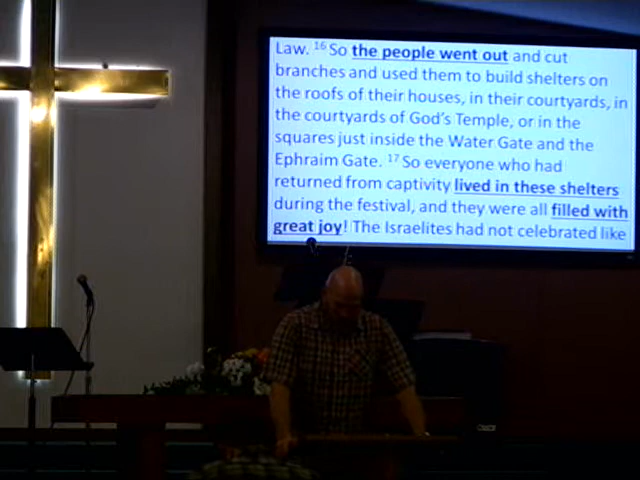 Law. 16 So the people went out and cut
branches and used them to build shelters on
the roofs of their houses, in their courtyards, in
the courtyards of God's Temple, or in the
squares just inside the Water Gate and the
Ephraim Gate. 17 So everyone who had
returned from captivity lived in these shelters
during the festival, and they were all filled with
great joy! The Israelites had not celebrated like